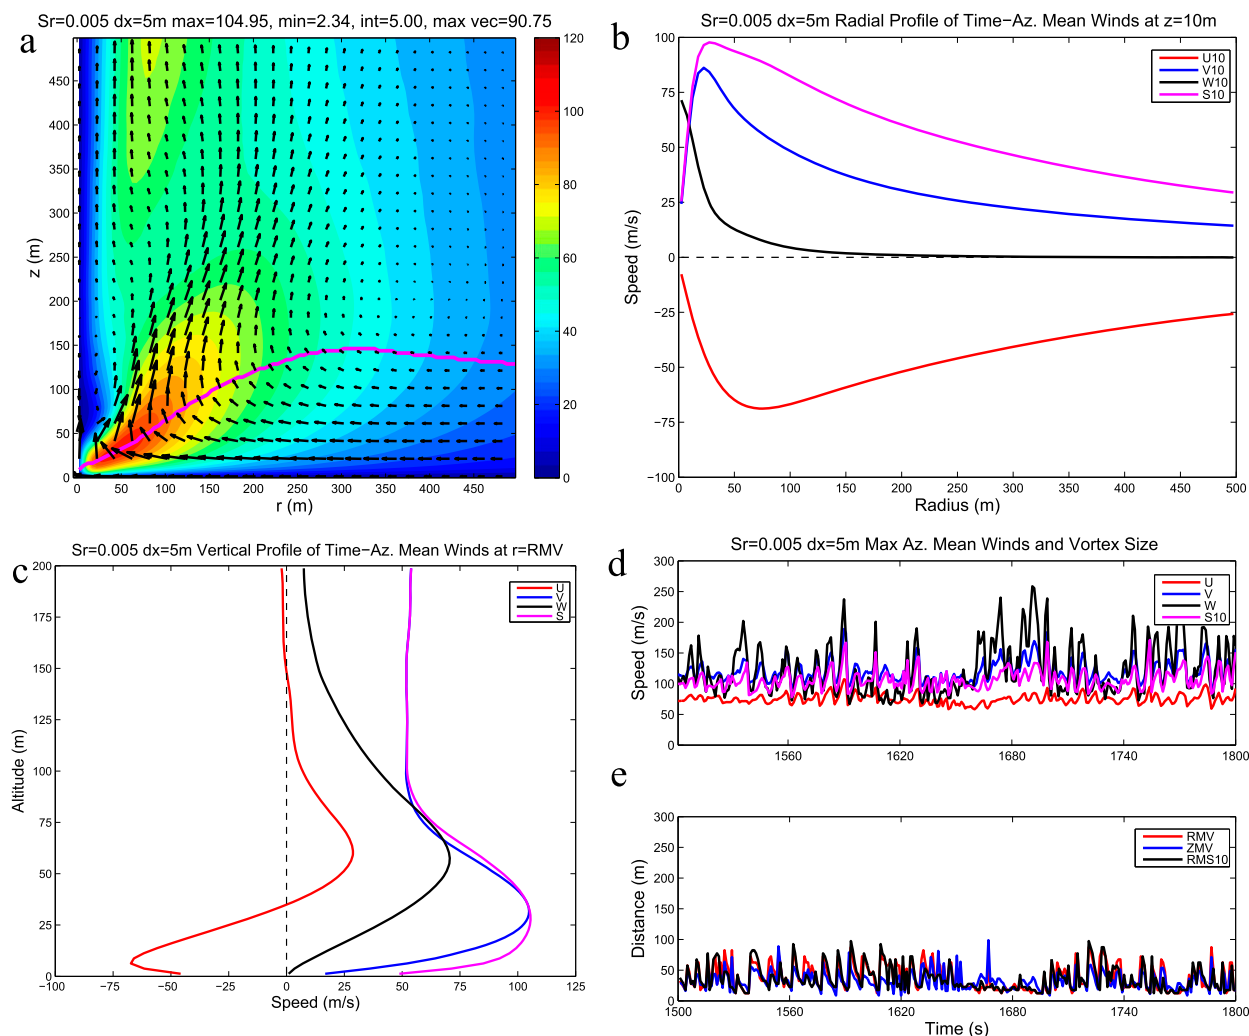 a
Sr=0.005 dx=5m max=104.95, min=2.34, int=5.00, max vec=90.75
z (m)
500
450
400
350
300
250
200
150
100
50
0
0 50 100 150 200 250 300 350 400 450
r (m)
120
100
80
60
40
20
0
b
Sr=0.005 dx=5m Radial Profile of Time−Az. Mean Winds at z=10m
Speed (m/s)
100
75
50
25
0
−25
−50
−75
−100
0 50 100 150 200 250 300 350 400 450 500
Radius (m)
U10
V10
W10
S10
c
Sr=0.005 dx=5m Vertical Profile of Time−Az. Mean Winds at r=RMV
Altitude (m)
200
175
150
125
100
75
50
25
0
−100 −75 −50 −25 0 25 50 75 100 125
Speed (m/s)
U
V
W
S
d
Sr=0.005 dx=5m Max Az. Mean Winds and Vortex Size
Speed (m/s)
300
250
200
150
100
50
0
1560 1620 1680 1740 1800
U
V
W
S10
e
Distance (m)
300
250
200
150
100
50
0
1500 1560 1620 1680 1740 1800
Time (s)
RMV
ZMV
RMS10